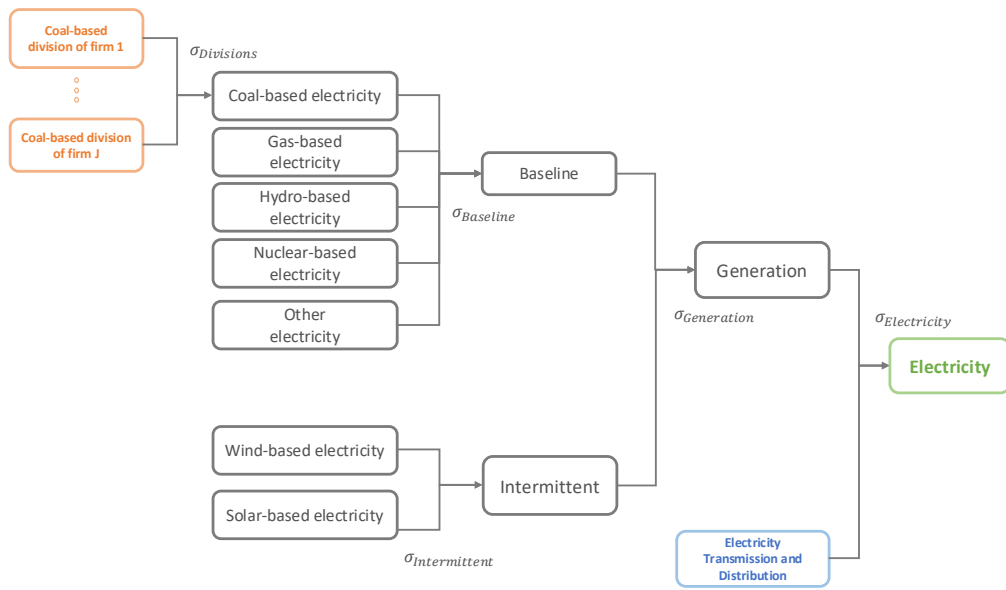 Coal-based
division of firm 1
σDivisions
Coal-based electricity
Coal-based division
of firm J
Gas-based
electricity
Hydro-based
electricity
Nuclear-based
electricity
Other
electricity
Baseline
σBaseline
Generation
σGeneration
σElectricity
Electricity
Wind-based electricity
Solar-based electricity
Intermittent
σIntermittent
Electricity
Transmission and
Distribution